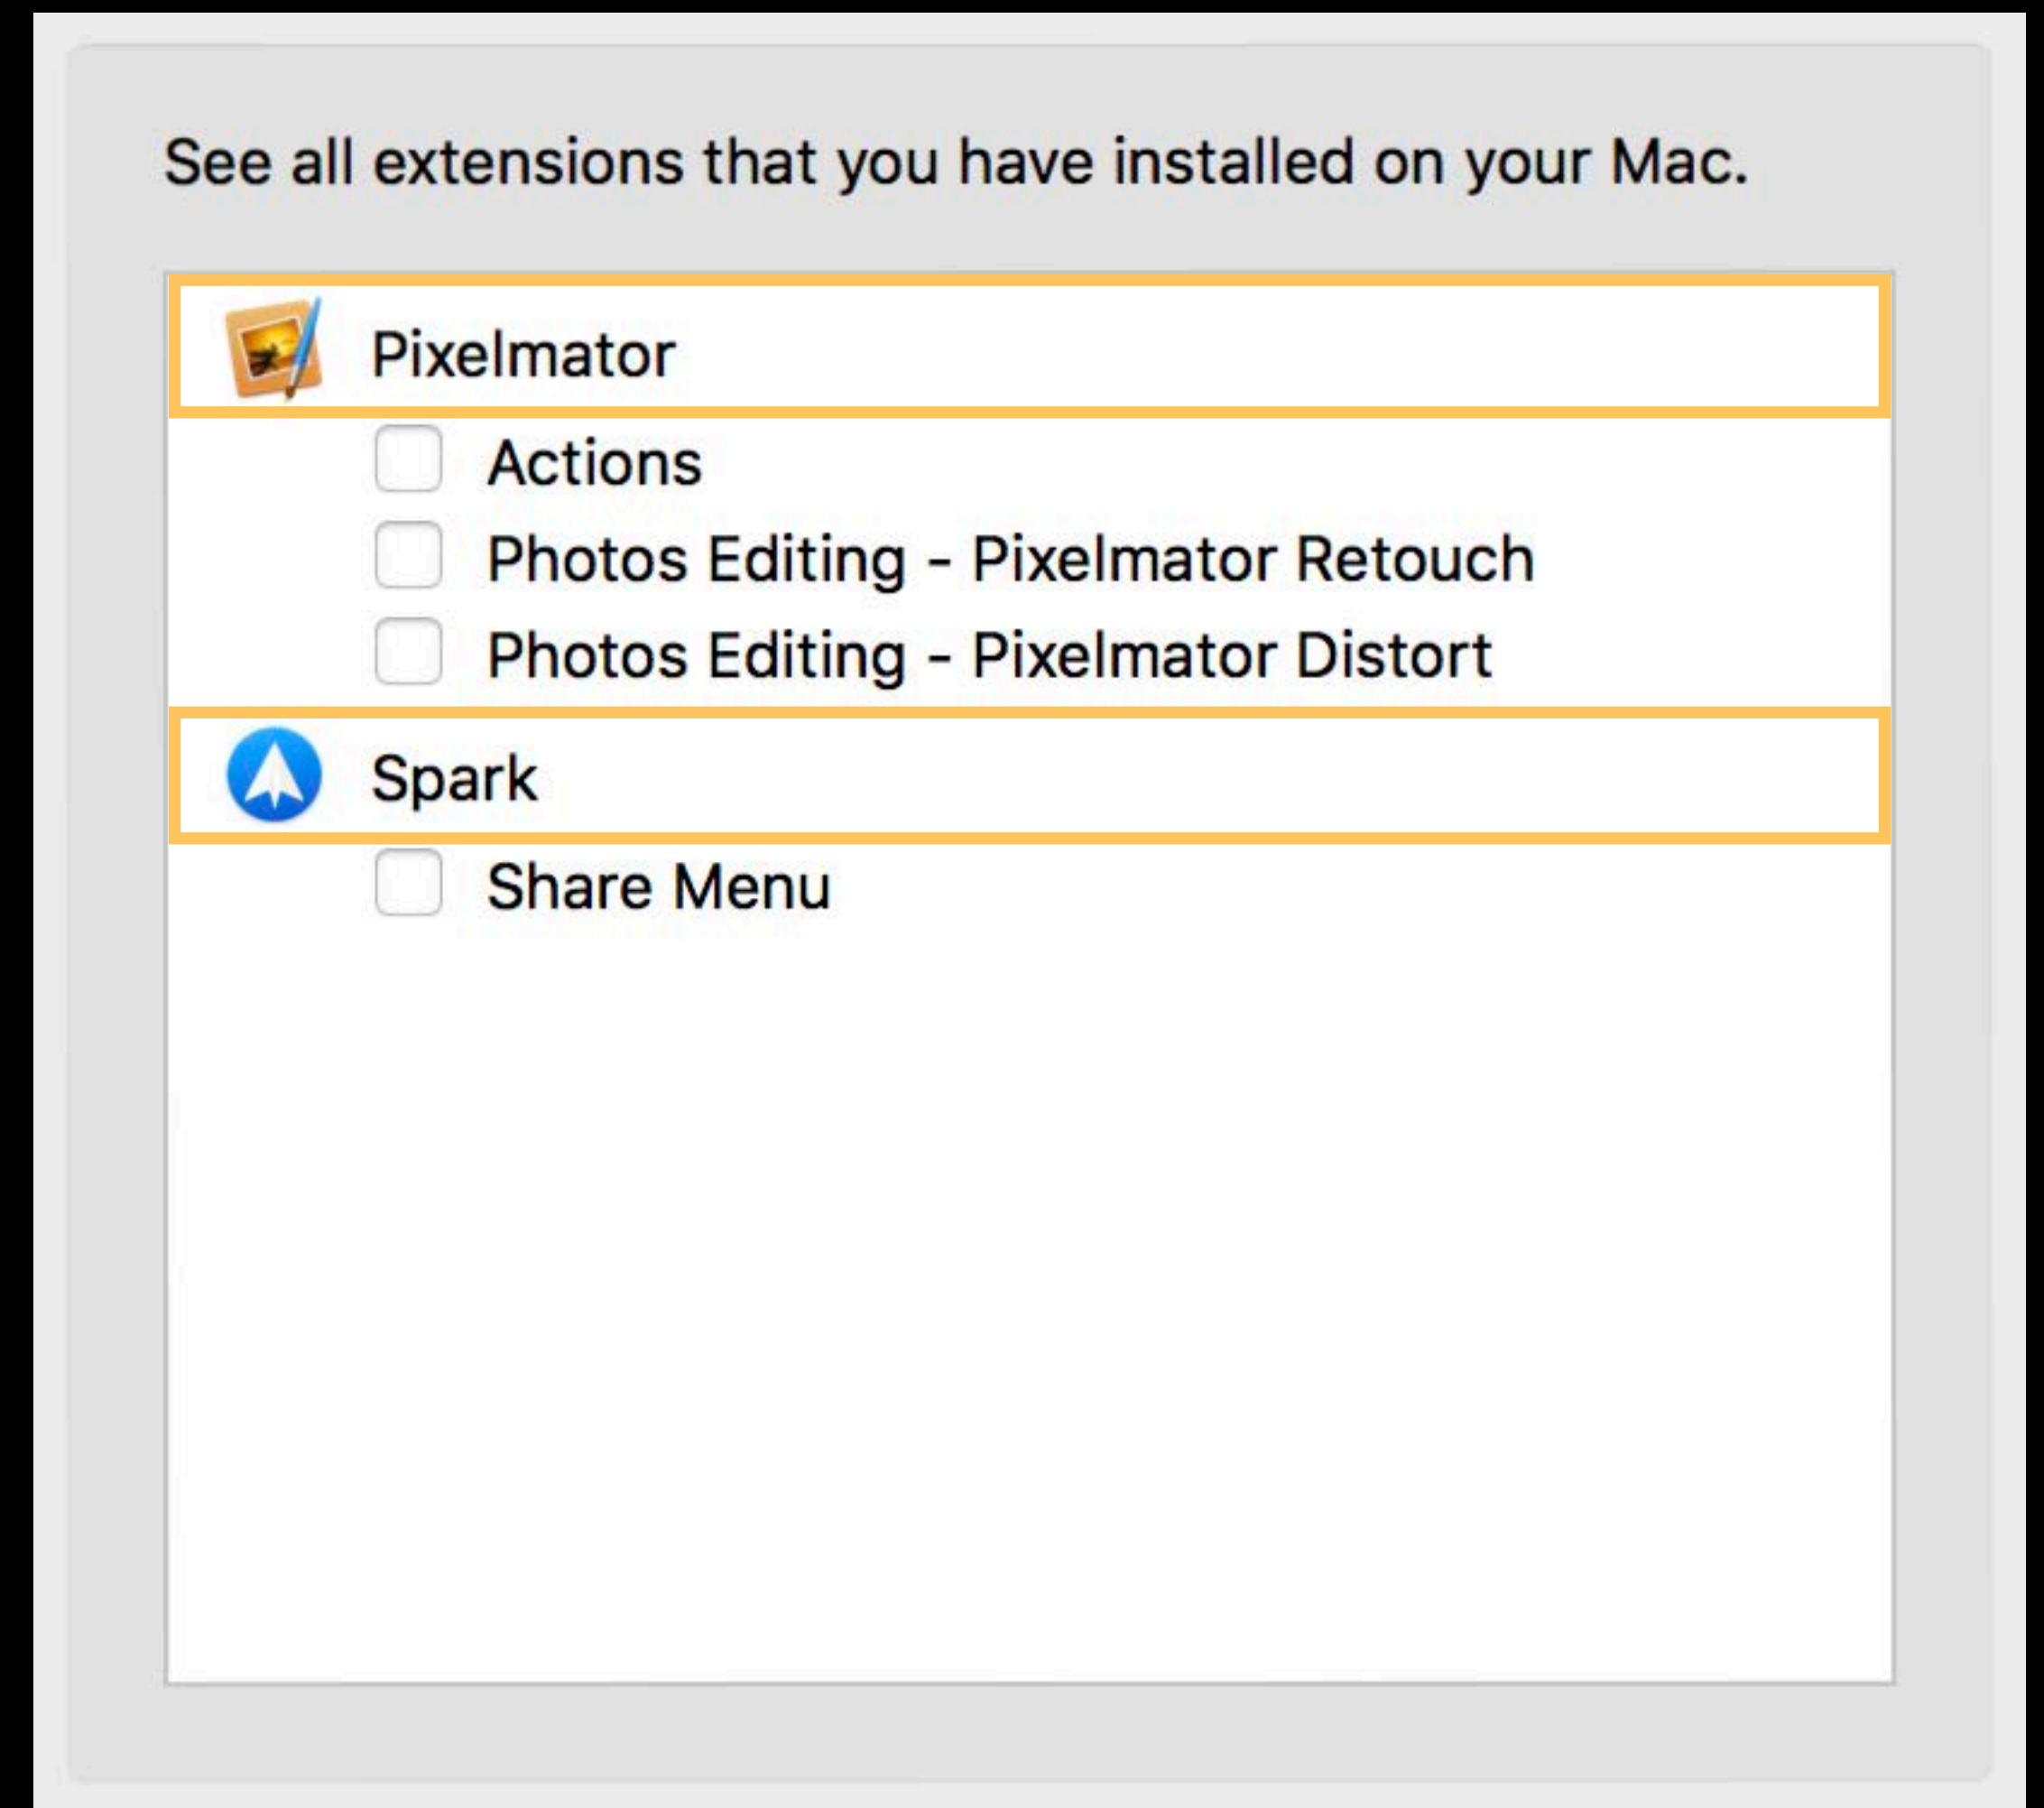 See all extensions that you have installed on your Mac.
Pixelmator
Actions
Photos Editing - Pixelmator Retouch
Photos Editing - Pixelmator Distort
Spark
Share Menu